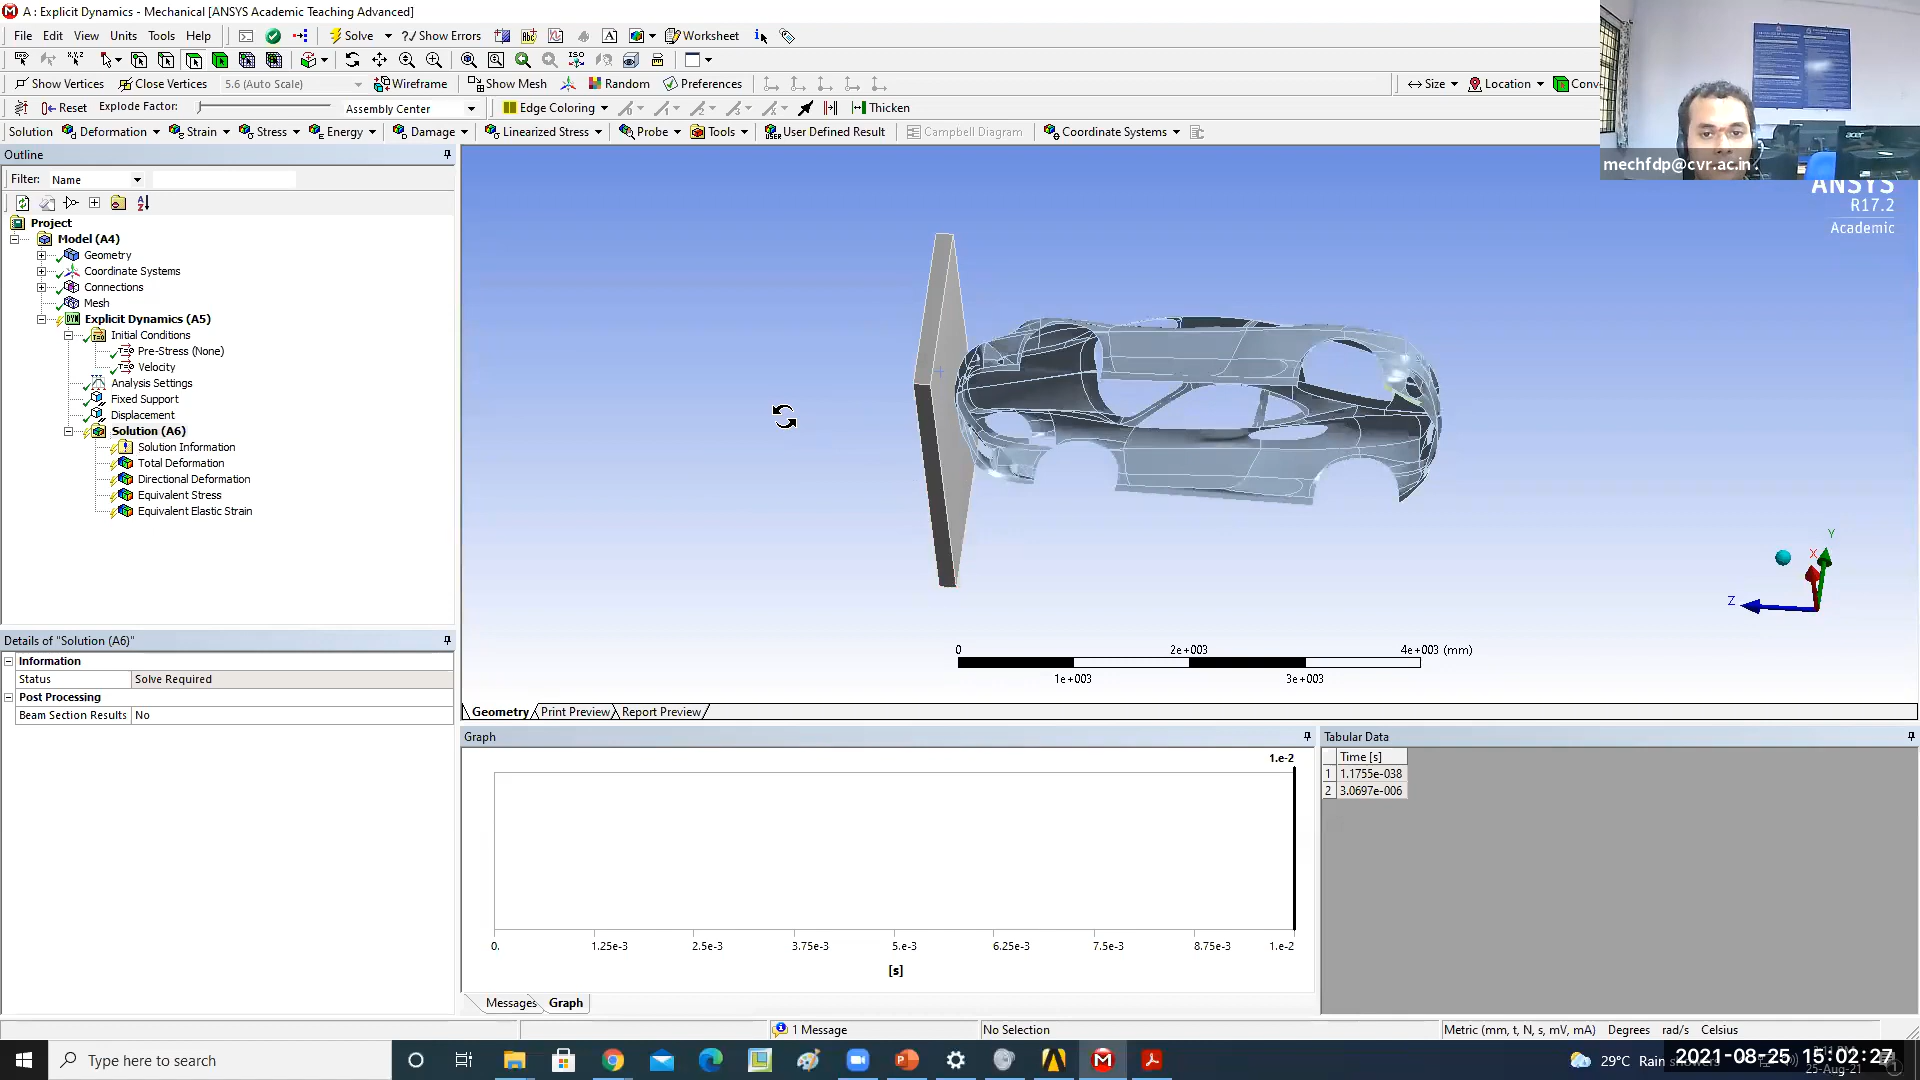 A : Explicit Dynamics - Mechanical [ANSYS Academic Teaching Advanced]
File Edit View Units Tools Help Solve ?/ Show Errors Worksheet
Show Vertices Close Vertices 5.6 (Auto Scale) Wireframe Show Mesh Random Preferences Size Location Conv
Reset Explode Factor: Assembly Center Edge Coloring Thicken
Solution Deformation Strain Stress Energy Damage Linearized Stress Probe Tools User Defined Result Campbell Diagram Coordinate Systems
mechfdp@cvr.ac.in
Outline
Filter: Name
Project
Model (A4)
Geometry
Coordinate Systems
Connections
Mesh
Explicit Dynamics (A5)
Initial Conditions
Pre-Stress (None)
Velocity
Analysis Settings
Fixed Support
Displacement
Solution (A6)
Solution Information
Total Deformation
Directional Deformation
Equivalent Stress
Equivalent Elastic Strain
ANSYS
R17.2
Academic
Y
X
Z
0 2e+003 4e+003 (mm)
1e+003 3e+003
Details of "Solution (A6)"
Information
Status Solve Required
Post Processing
Beam Section Results No
Geometry Print Preview Report Preview
Graph
1.e-2
0. 1.25e-3 2.5e-3 3.75e-3 5.e-3 6.25e-3 7.5e-3 8.75e-3 1.e-2
[s]
Messages Graph
Tabular Data
Time [s]
1 1.1755e-038
2 3.0697e-006
1 Message No Selection Metric (mm, t, N, s, mV, mA) Degrees rad/s Celsius
Type here to search
29°C Rain
2021-08-25 15:02:27
25-Aug-21